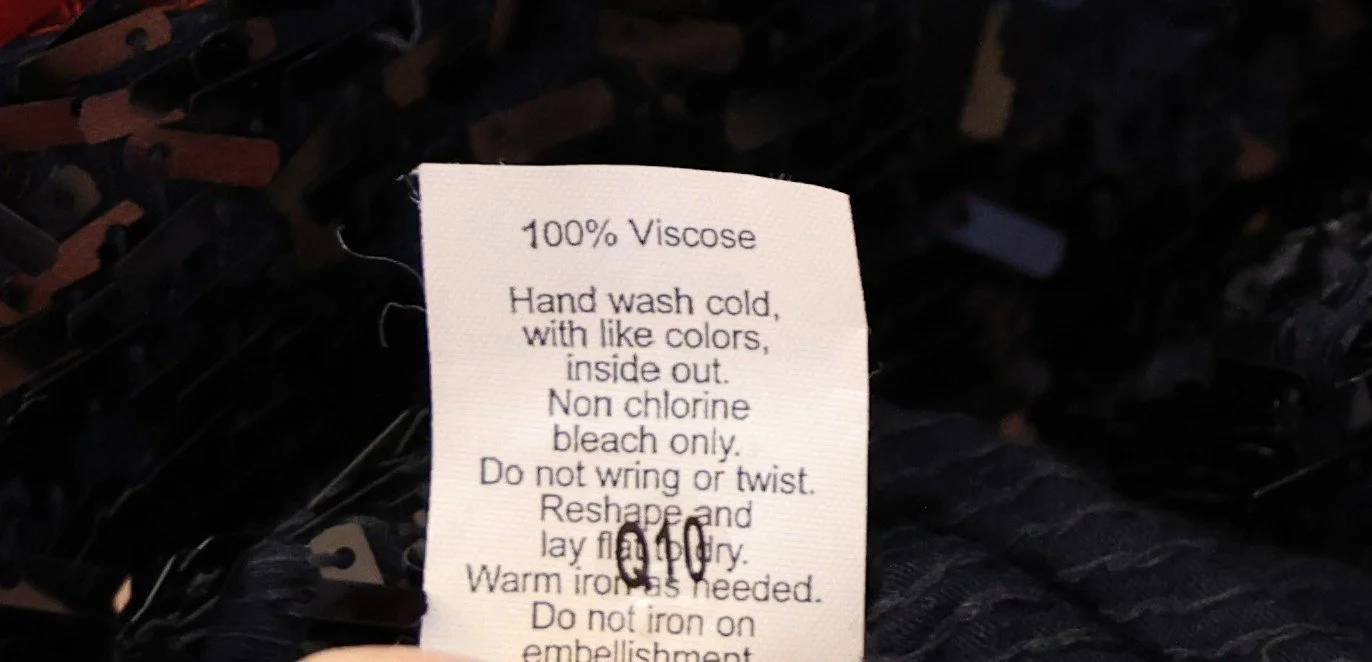 100% Viscose
Hand wash cold,
with like colors,
inside out.
Non chlorine
bleach only.
Do not wring or twist.
Reshape and
lay flat to dry.
Q10
Warm iron as needed.
Do not iron on
embellishment